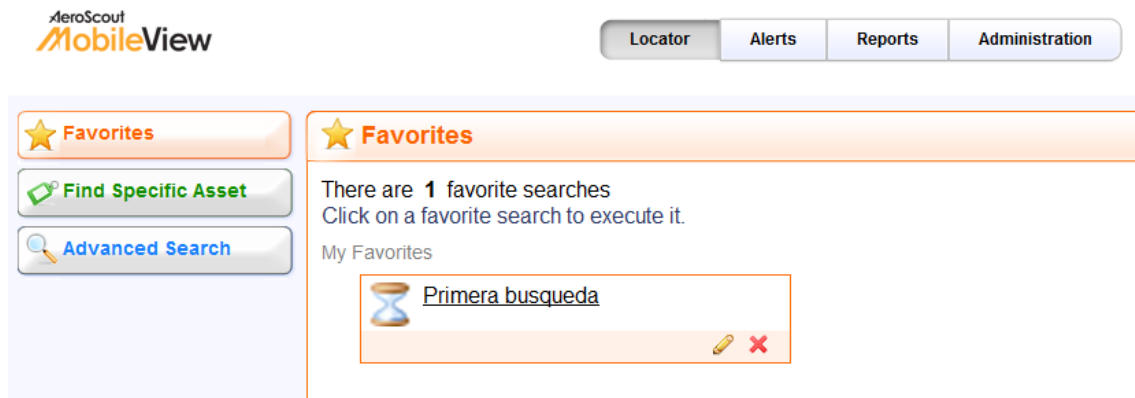 AeroScout
MobileView
Locator
Alerts
Reports
Administration
Favorites
Find Specific Asset
Advanced Search
Favorites
There are 1 favorite searches
Click on a favorite search to execute it.
My Favorites
Primera busqueda